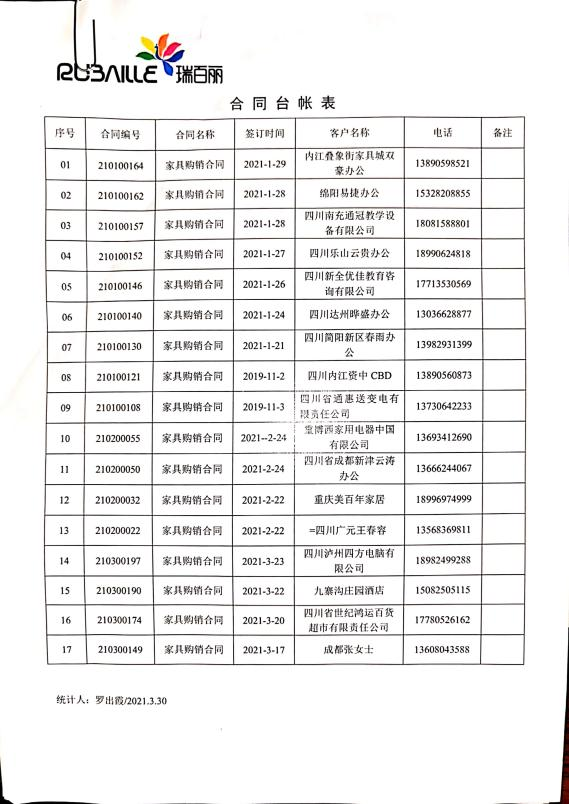 RUBAILLE 瑞百丽
合同台帐表
序号 合同编号 合同名称 签订时间 客户名称 电话 备注
01 210100164 家具购销合同 2021-1-29 内江叠象街家具城双
豪办公 13890598521
02 210100162 家具购销合同 2021-1-28 绵阳易捷办公 15328208855
03 210100157 家具购销合同 2021-1-28 四川南充通冠教学设
备有限公司 18081588801
04 210100152 家具购销合同 2021-1-27 四川乐山云贵办公 18990624818
05 210100146 家具购销合同 2021-1-26 四川新全优佳教育咨
询有限公司 17713530569
06 210100140 家具购销合同 2021-1-24 四川达州晔盛办公 13036628877
07 210100130 家具购销合同 2021-1-21 四川简阳新区春雨办
公 13982931399
08 210100121 家具购销合同 2019-11-2 四川内江资中 CBD 13890560873
09 210100108 家具购销合同 2019-11-3 四川省通惠送变电有
限责任公司 13730642233
10 210200055 家具购销合同 2021--2-24 博西家用电器中国
有限公司 13693412690
11 210200050 家具购销合同 2021-2-24 四川省成都新津云涛
办公 13666244067
12 210200032 家具购销合同 2021-2-22 重庆美百年家居 18996974999
13 210200022 家具购销合同 2021-2-22 =四川广元王春容 13568369811
14 210300197 家具购销合同 2021-3-23 四川泸州四方电脑有
限公司 18982499288
15 210300190 家具购销合同 2021-3-22 九寨沟庄园酒店 15082505115
16 210300174 家具购销合同 2021-3-20 四川省世纪鸿运百货
超市有限责任公司 17780526162
17 210300149 家具购销合同 2021-3-17 成都张女士 13608043588
统计人：罗出霞/2021.3.30